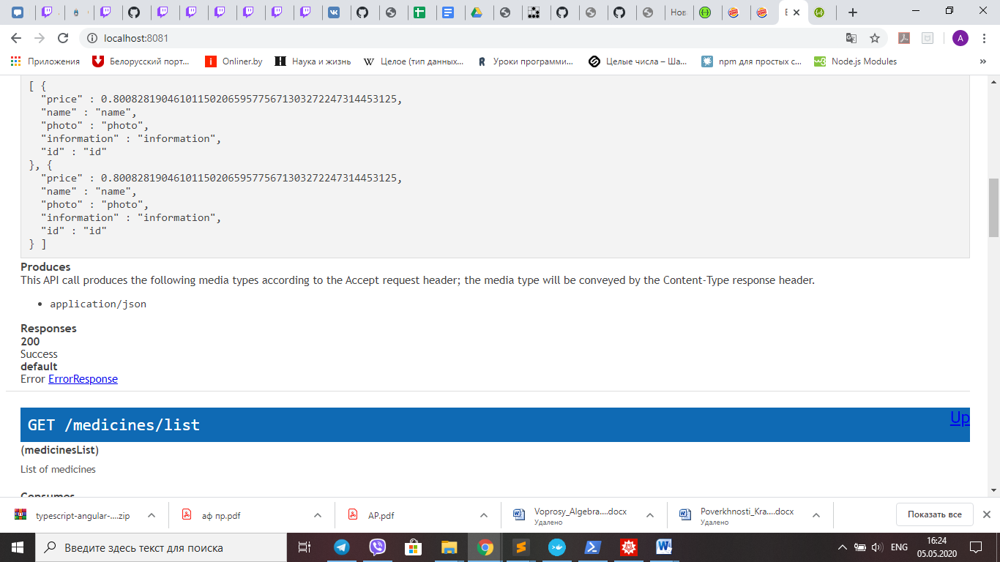 Нов
E
localhost:8081
A
Приложения
Белорусский порт...
Onliner.by
Наука и жизнь
Целое (тип данных...
Уроки программи...
Целые числа – Ша...
npm для простых с...
Node.js Modules
»
[ {
"price" : 0.80082819046101150206595775671303272247314453125,
"name" : "name",
"photo" : "photo",
"information" : "information",
"id" : "id"
}, {
"price" : 0.80082819046101150206595775671303272247314453125,
"name" : "name",
"photo" : "photo",
"information" : "information",
"id" : "id"
} ]
Produces
This API call produces the following media types according to the Accept request header; the media type will be conveyed by the Content-Type response header.
• application/json
Responses
200
Success
default
Error ErrorResponse
GET /medicines/list
Up
(medicinesList)
List of medicines
Consumes
typescript-angular-....zip
аф пр.pdf
AP.pdf
Voprosy_Algebra....docx
Удалено
Poverkhnosti_Kra....docx
Удалено
Показать все
Введите здесь текст для поиска
ENG
16:24
05.05.2020